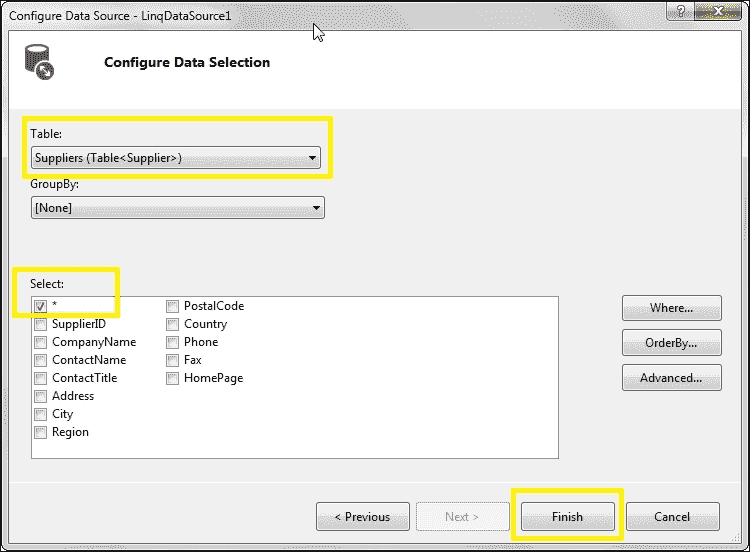 Configure Data Source - LinqDataSource1
?
Configure Data Selection
Table:
Suppliers (Table<Supplier>)
GroupBy:
[None]
Select:
*
SupplierID
CompanyName
ContactName
ContactTitle
Address
City
Region
PostalCode
Country
Phone
Fax
HomePage
Where...
OrderBy...
Advanced...
< Previous
Next >
Finish
Cancel